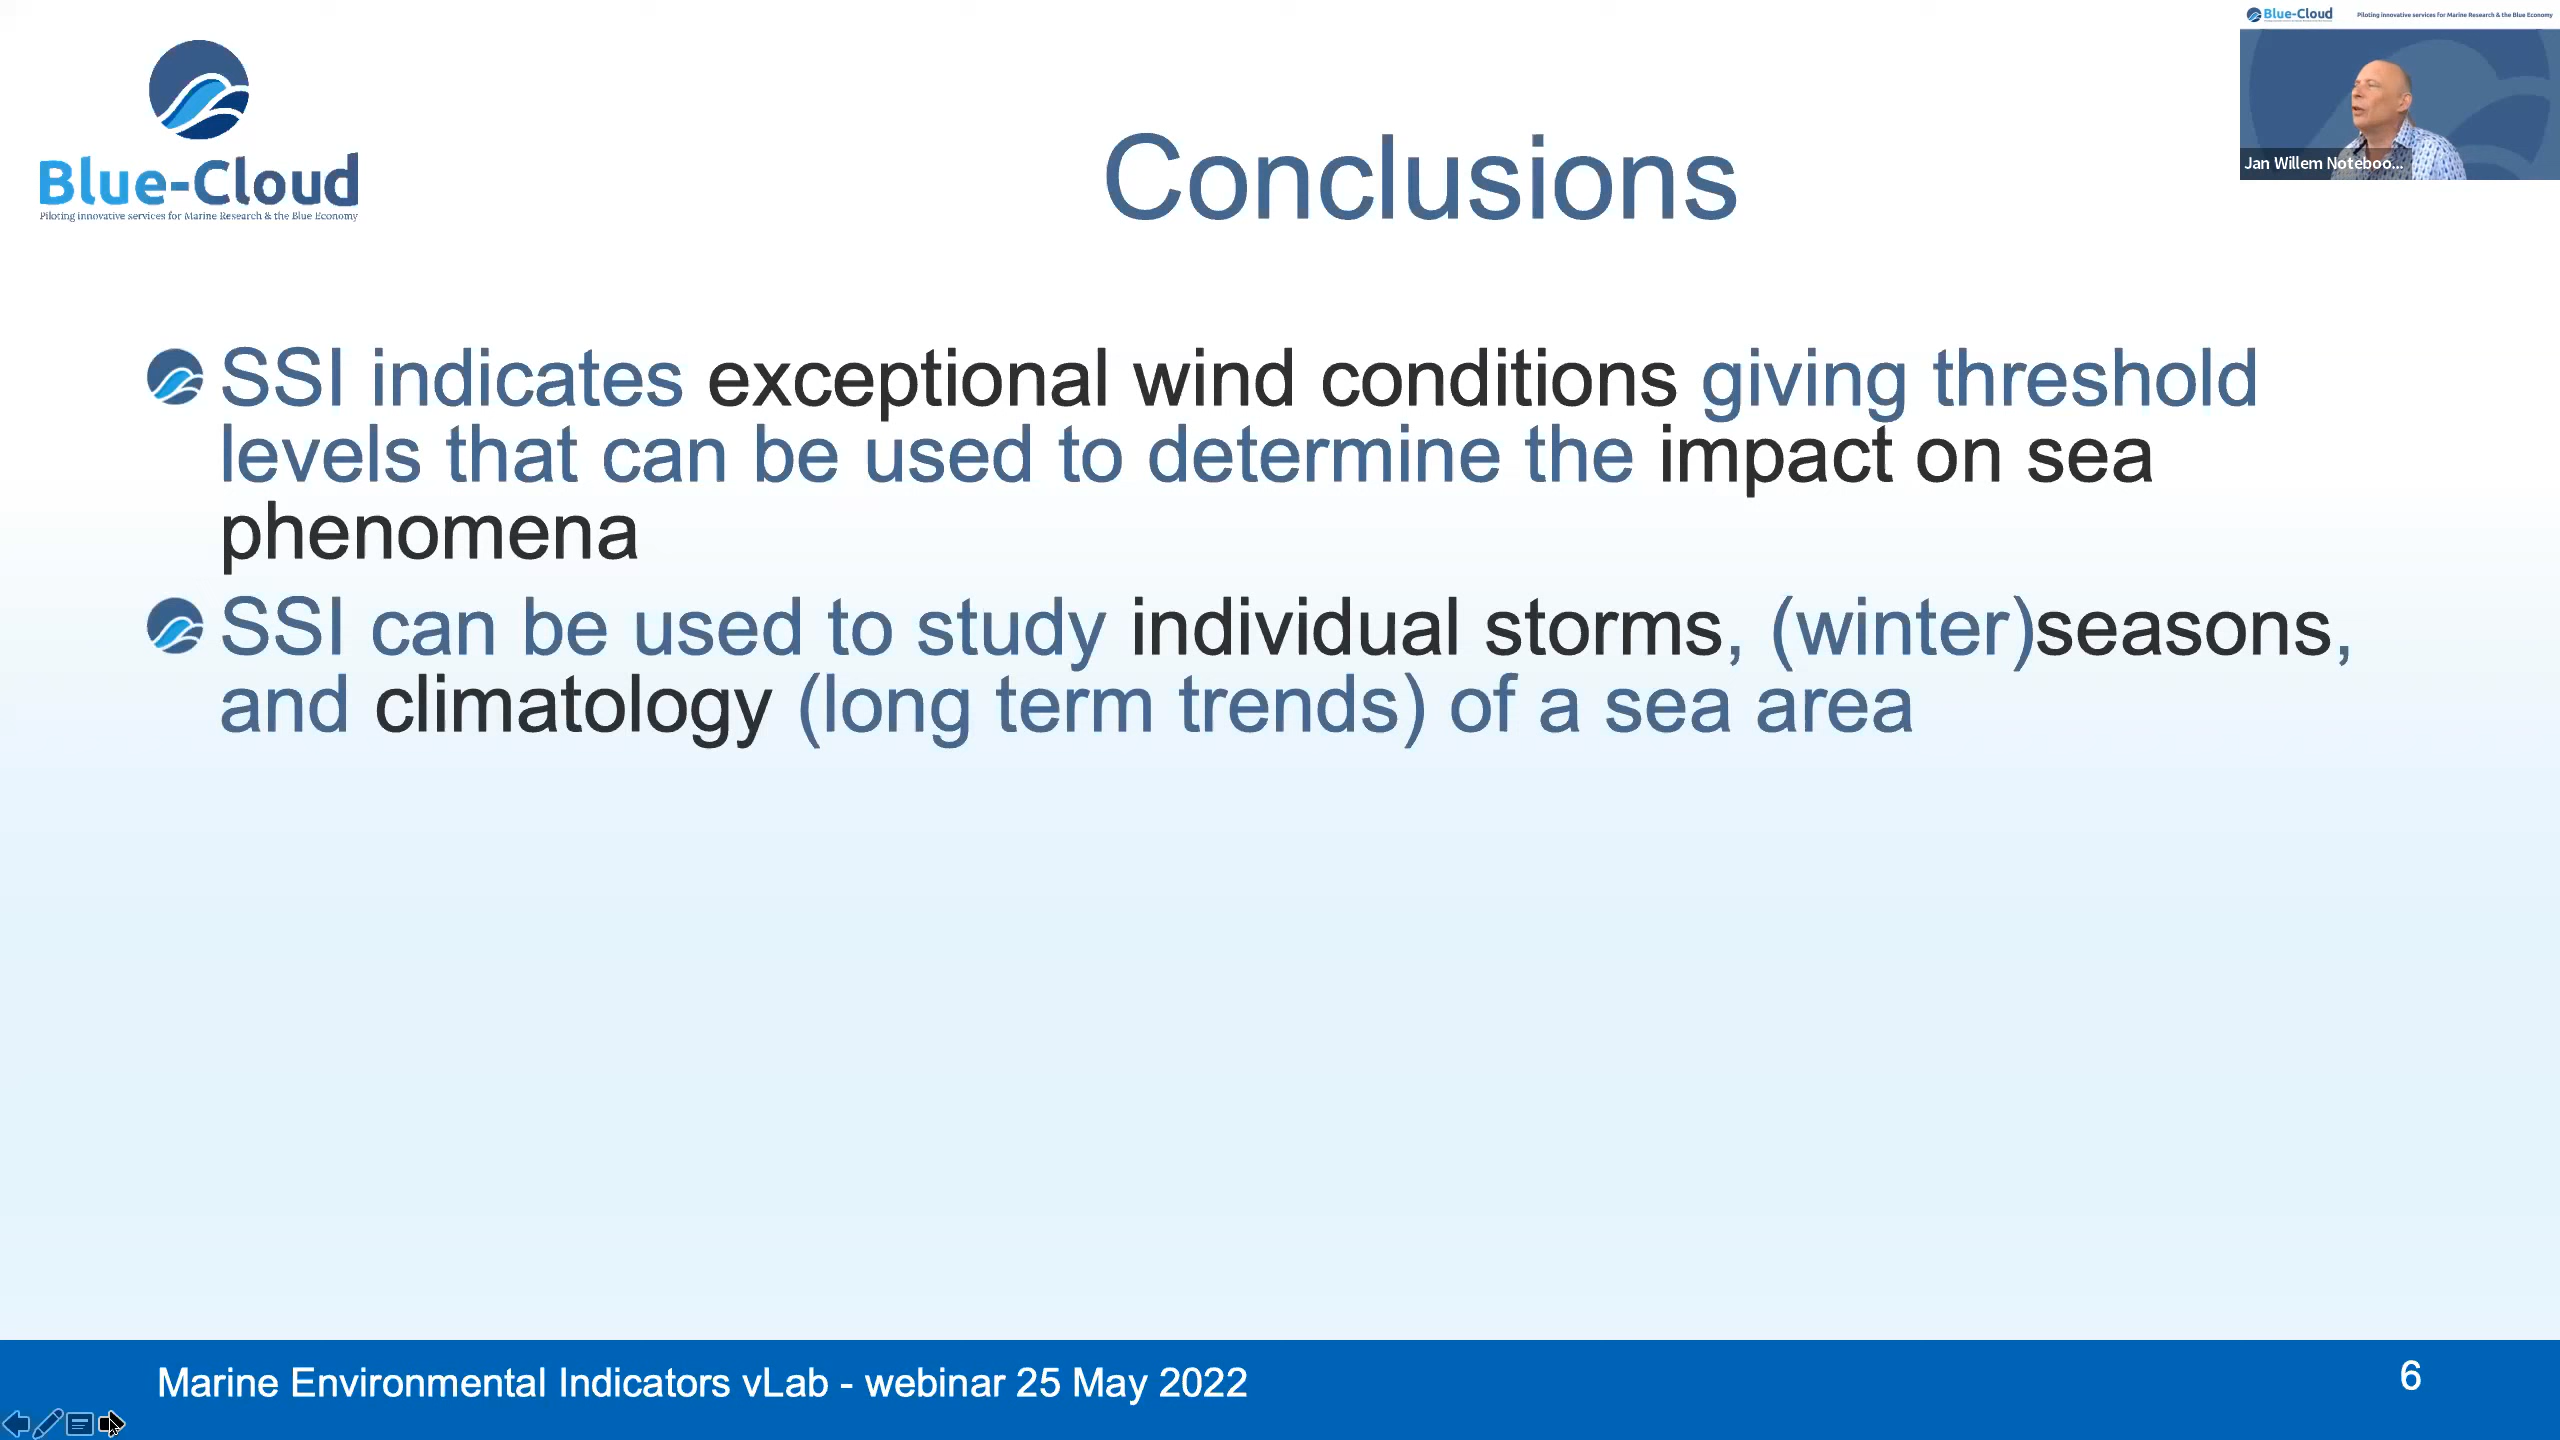 Blue-Cloud
Piloting innovative services for Marine Research & the Blue Economy
Blue-Cloud
Piloting innovative services for Marine Research & the Blue Economy
Jan Willem Noteboo...
Conclusions
SSI indicates exceptional wind conditions giving threshold
levels that can be used to determine the impact on sea
phenomena
SSI can be used to study individual storms, (winter)seasons,
and climatology (long term trends) of a sea area
Marine Environmental Indicators vLab - webinar 25 May 2022
6